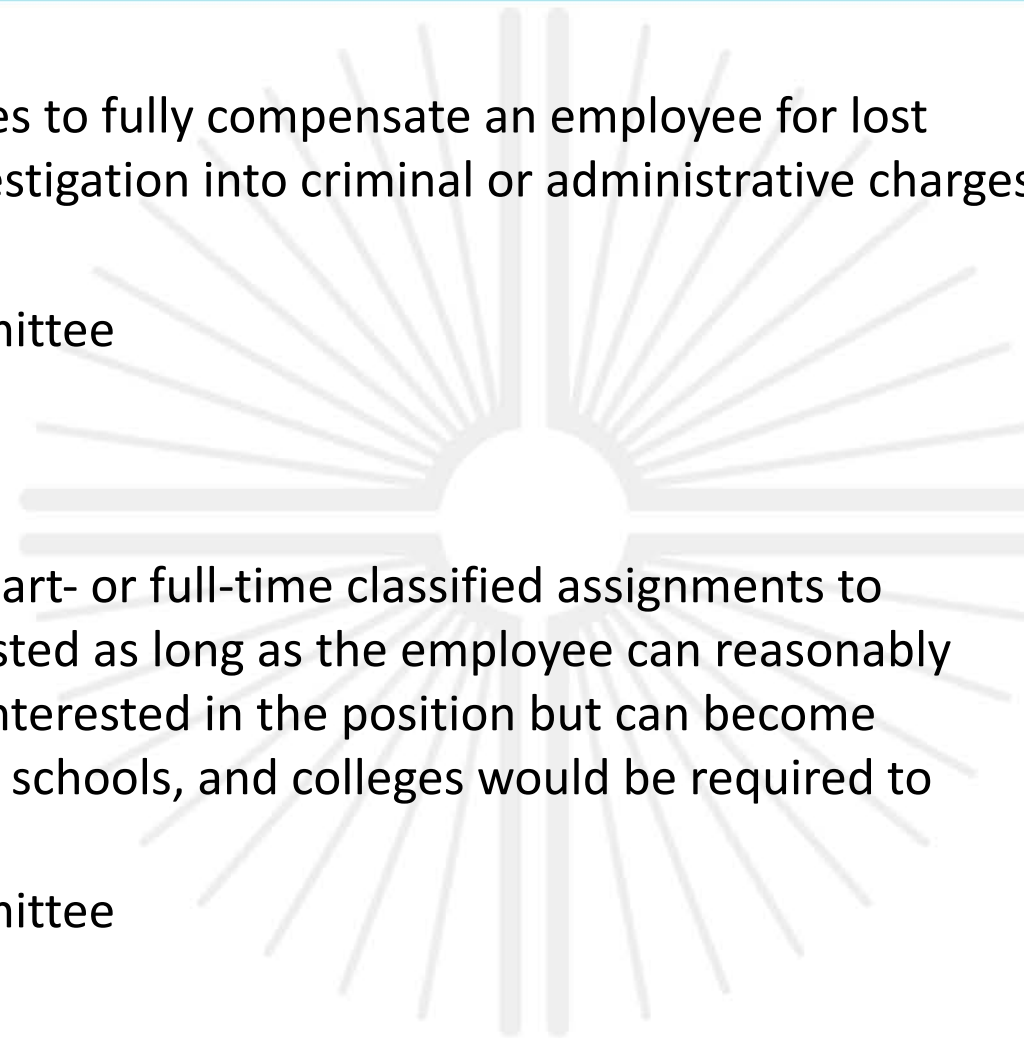 es to fully compensate an employee for lost
estigation into criminal or administrative charges
mittee
art- or full-time classified assignments to
sted as long as the employee can reasonably
nterested in the position but can become
schools, and colleges would be required to
mittee